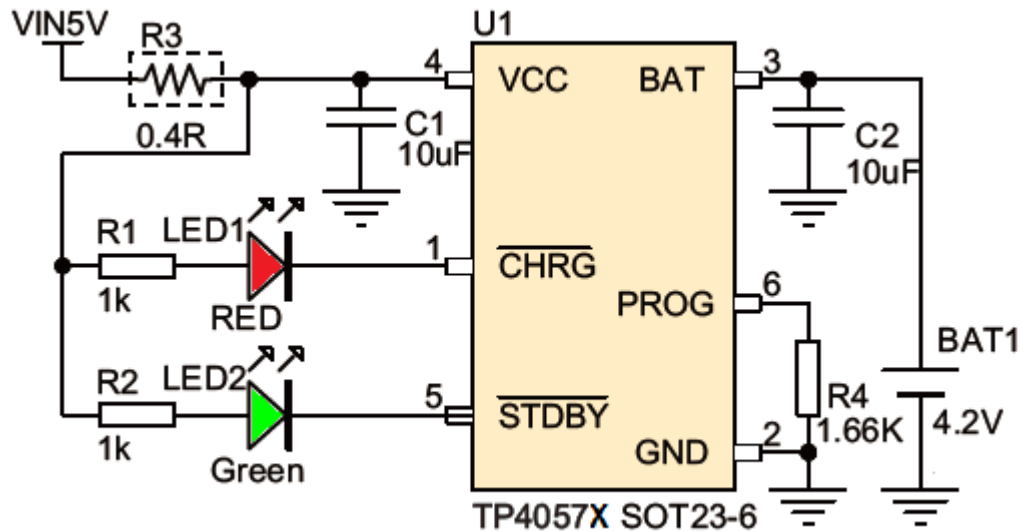 VIN5V
R3
0.4R
U1
4
VCC
BAT
3
C1
10uF
C2
10uF
R1
LED1
1k
RED
1
CHRG
PROG
6
R2
LED2
1k
Green
5
STDBY
GND
2
R4
1.66K
BAT1
4.2V
TP4057X SOT23-6